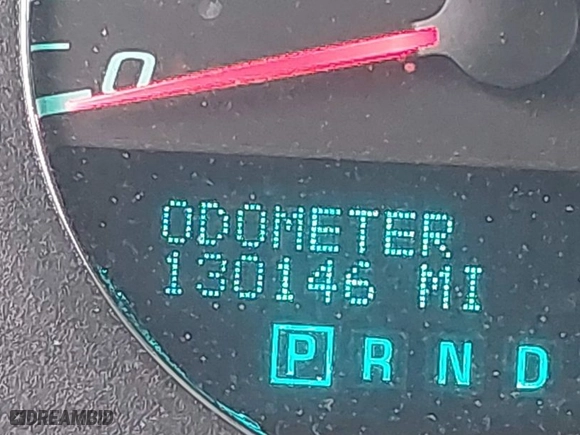 0
ODOMETER
130146 MI
P R N D
DREAMBID